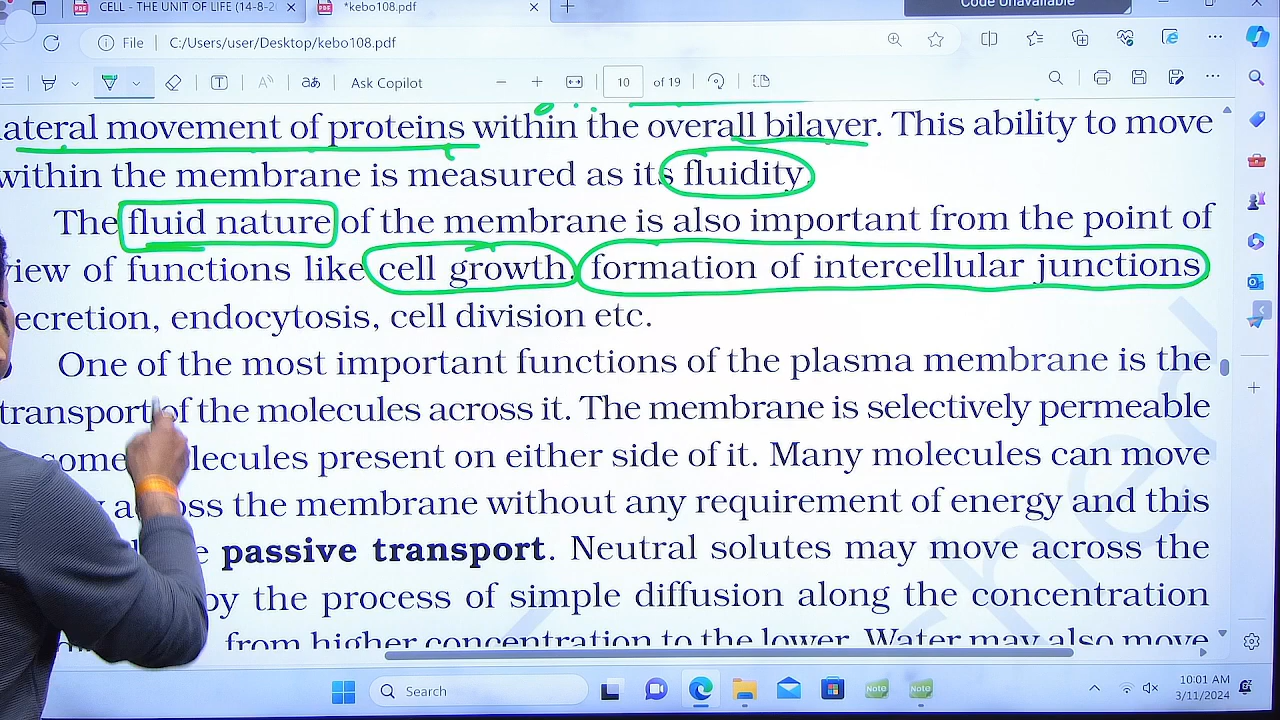 CELL - THE UNIT OF LIFE (14-8-2
*kebo108.pdf
Code Unavailable
File C:/Users/user/Desktop/kebo108.pdf
Ask Copilot
10 of 19
lateral movement of proteins within the overall bilayer. This ability to move
within the membrane is measured as its fluidity.
The fluid nature of the membrane is also important from the point of
view of functions like cell growth, formation of intercellular junctions
ecretion, endocytosis, cell division etc.
One of the most important functions of the plasma membrane is the
transport of the molecules across it. The membrane is selectively permeable
some molecules present on either side of it. Many molecules can move
across the membrane without any requirement of energy and this
passive transport. Neutral solutes may move across the
by the process of simple diffusion along the concentration
from higher concentration to the lower. Water may also move
Search
Note
Note
10:01 AM
3/11/2024